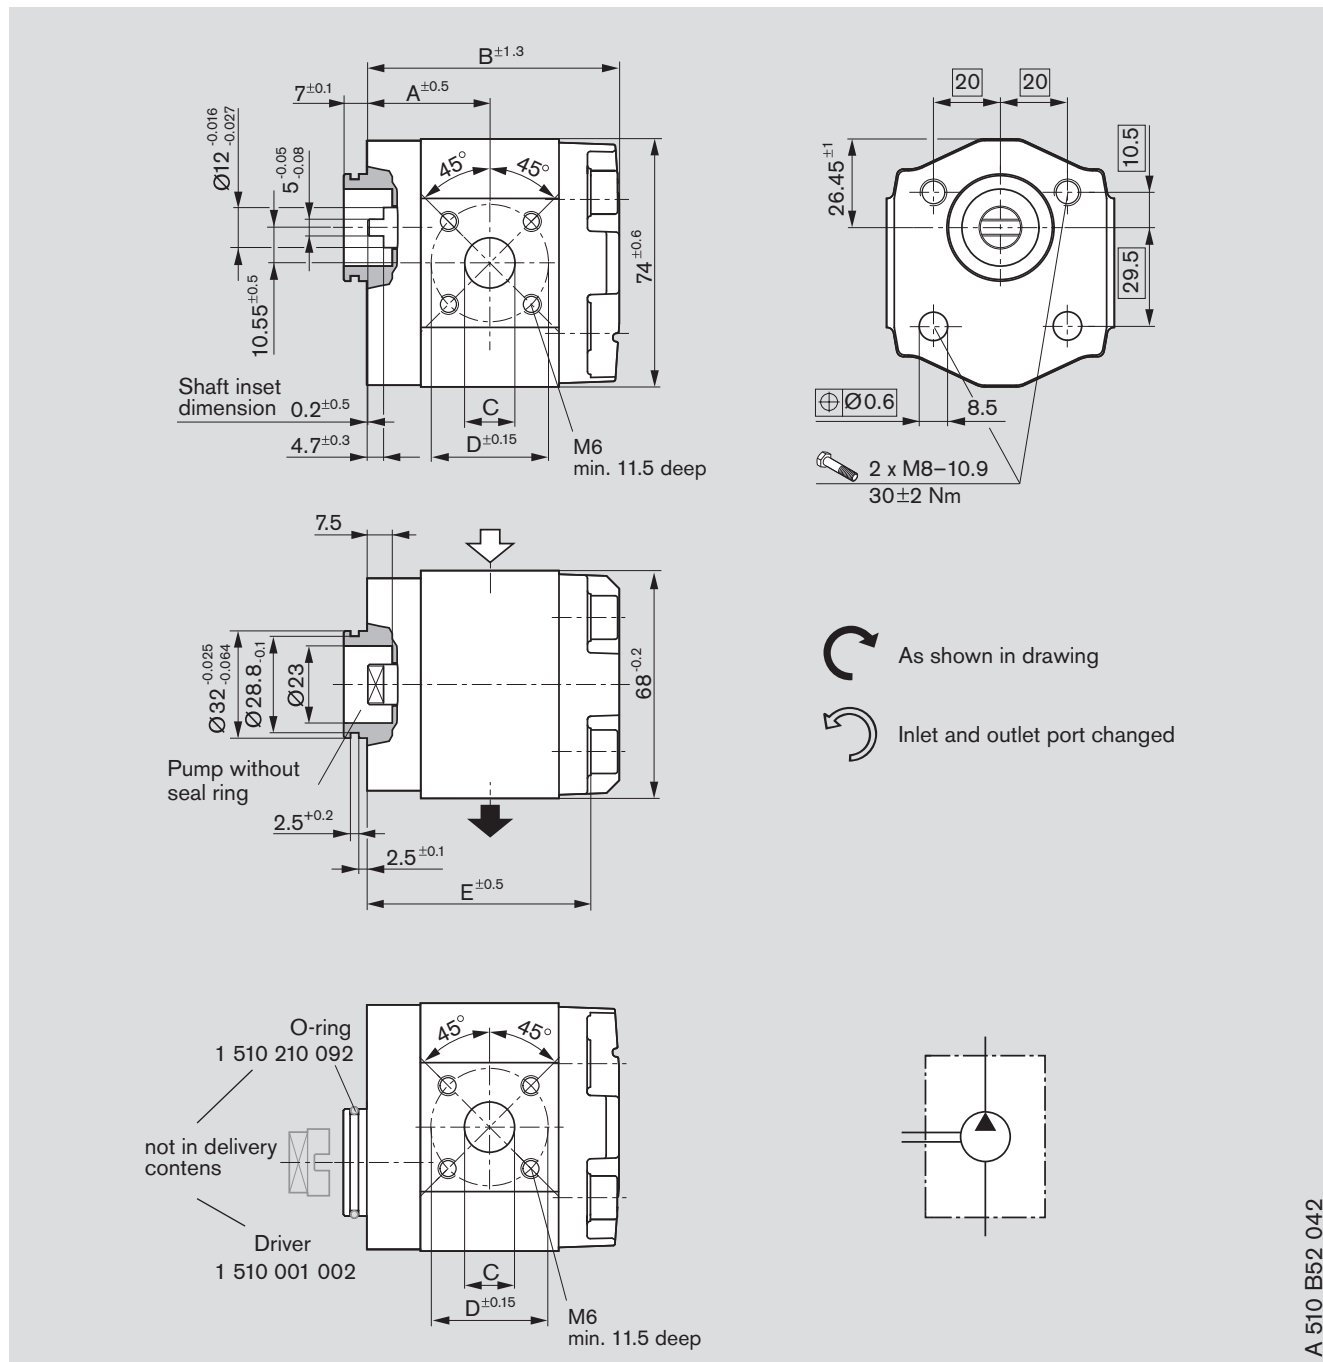 B±1.3
7±0.1
A±0.5
Ø12 -0.016 -0.027
5 -0.05 -0.08
45°
45°
74±0.6
10.55±0.5
Shaft inset
dimension 0.2±0.5
4.7±0.3
C
D±0.15
M6
min. 11.5 deep
20
20
26.45±1
10.5
29.5
Ø0.6
8.5
2 x M8–10.9
30±2 Nm
7.5
Ø32 -0.025 -0.064
Ø28.8 -0.1
Ø23
68-0.2
Pump without
seal ring
2.5+0.2
2.5±0.1
E±0.5
As shown in drawing
Inlet and outlet port changed
O-ring
1 510 210 092
45°
45°
not in delivery
contens
Driver
1 510 001 002
C
D±0.15
M6
min. 11.5 deep
A 510 B52 042